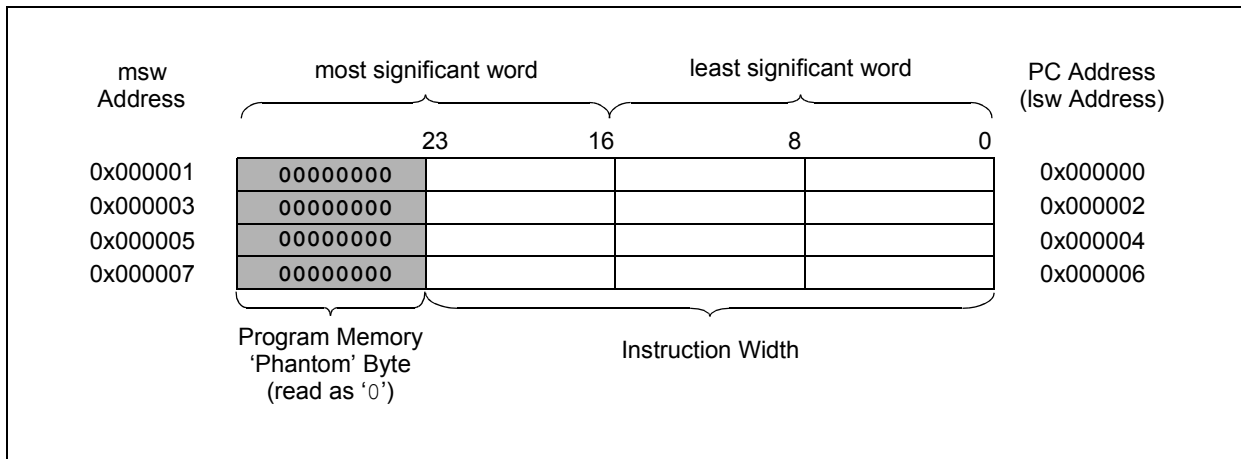 msw
Address
most significant word
least significant word
PC Address
(lsw Address)
23
16
8
0
0x000001
00000000
0x000000
0x000003
00000000
0x000002
0x000005
00000000
0x000004
0x000007
00000000
0x000006
Program Memory
‘Phantom’ Byte
(read as ‘0’)
Instruction Width